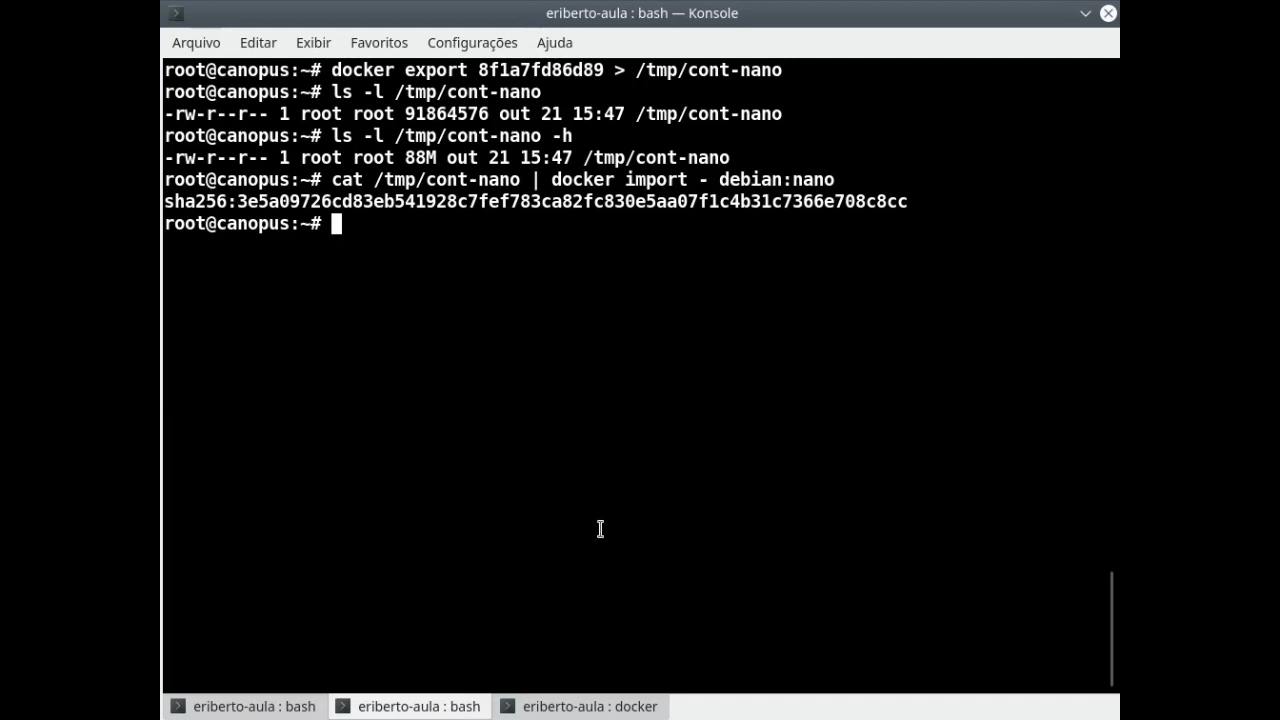 eriberto-aula : bash — Konsole
Arquivo Editar Exibir Favoritos Configurações Ajuda
root@canopus:~# docker export 8f1a7fd86d89 > /tmp/cont-nano
root@canopus:~# ls -l /tmp/cont-nano
-rw-r--r-- 1 root root 91864576 out 21 15:47 /tmp/cont-nano
root@canopus:~# ls -l /tmp/cont-nano -h
-rw-r--r-- 1 root root 88M out 21 15:47 /tmp/cont-nano
root@canopus:~# cat /tmp/cont-nano | docker import - debian:nano
sha256:3e5a09726cd83eb541928c7fef783ca82fc830e5aa07f1c4b31c7366e708c8cc
root@canopus:~#
eriberto-aula : bash eriberto-aula : bash eriberto-aula : docker